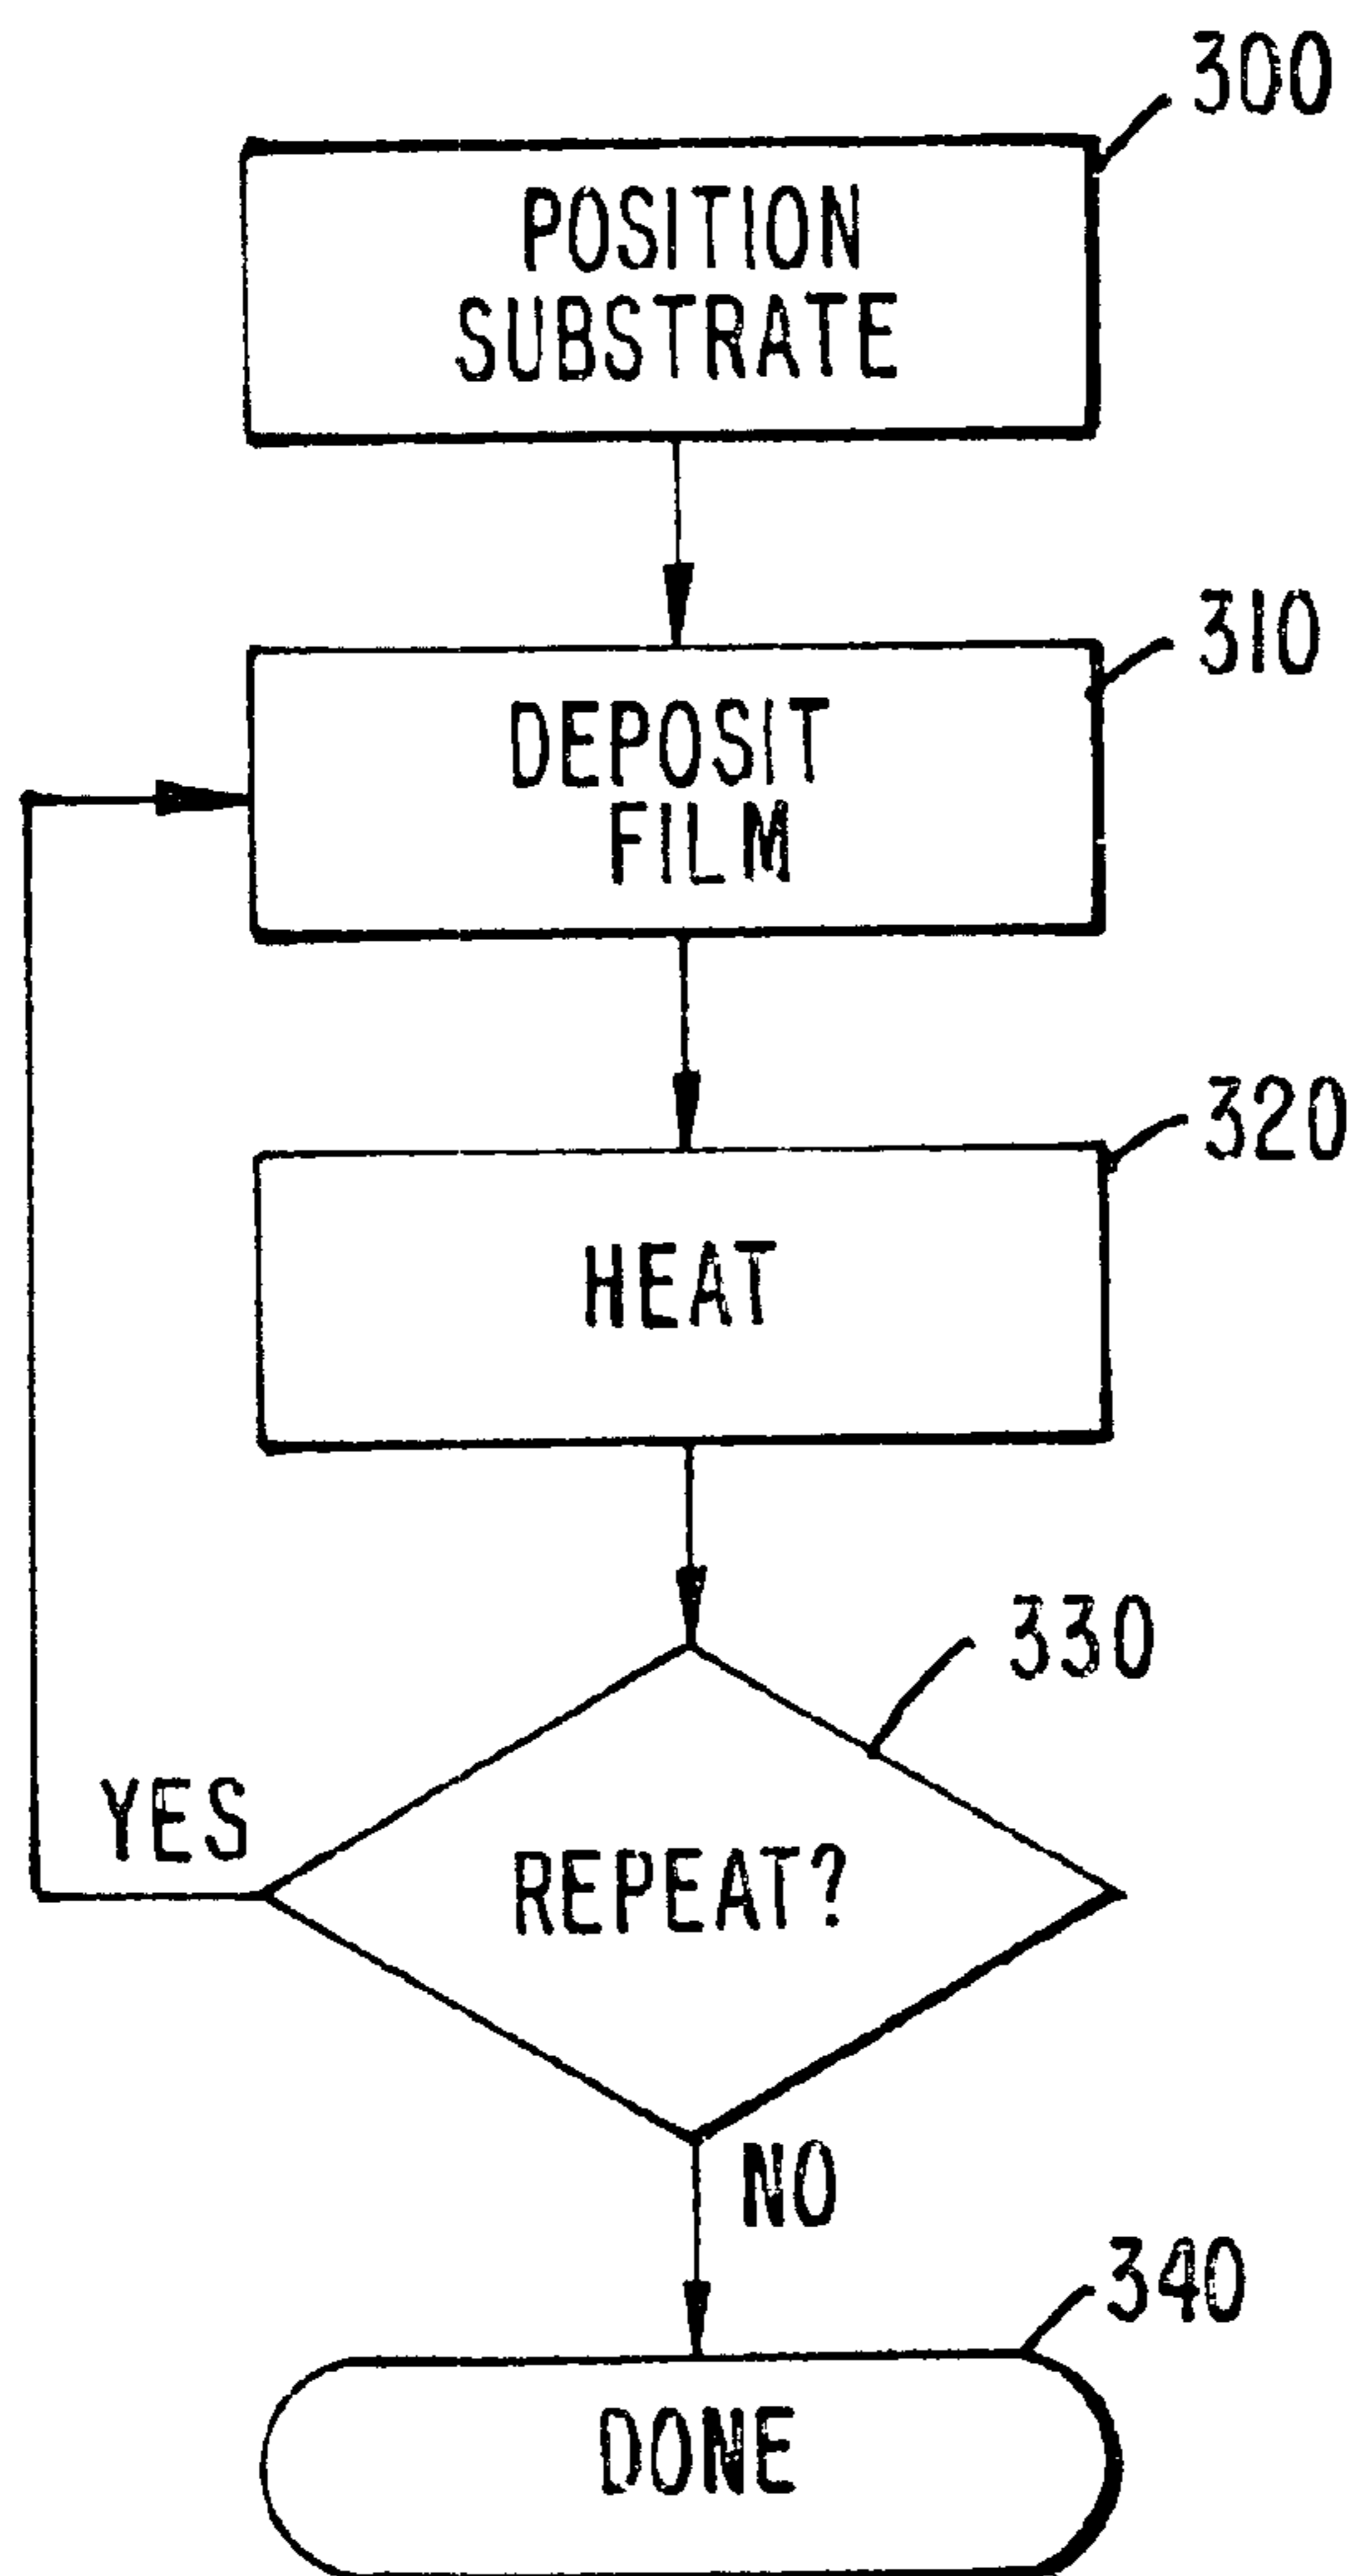 300
POSITION
SUBSTRATE
310
DEPOSIT
FILM
320
HEAT
330
REPEAT?
YES
NO
340
DONE